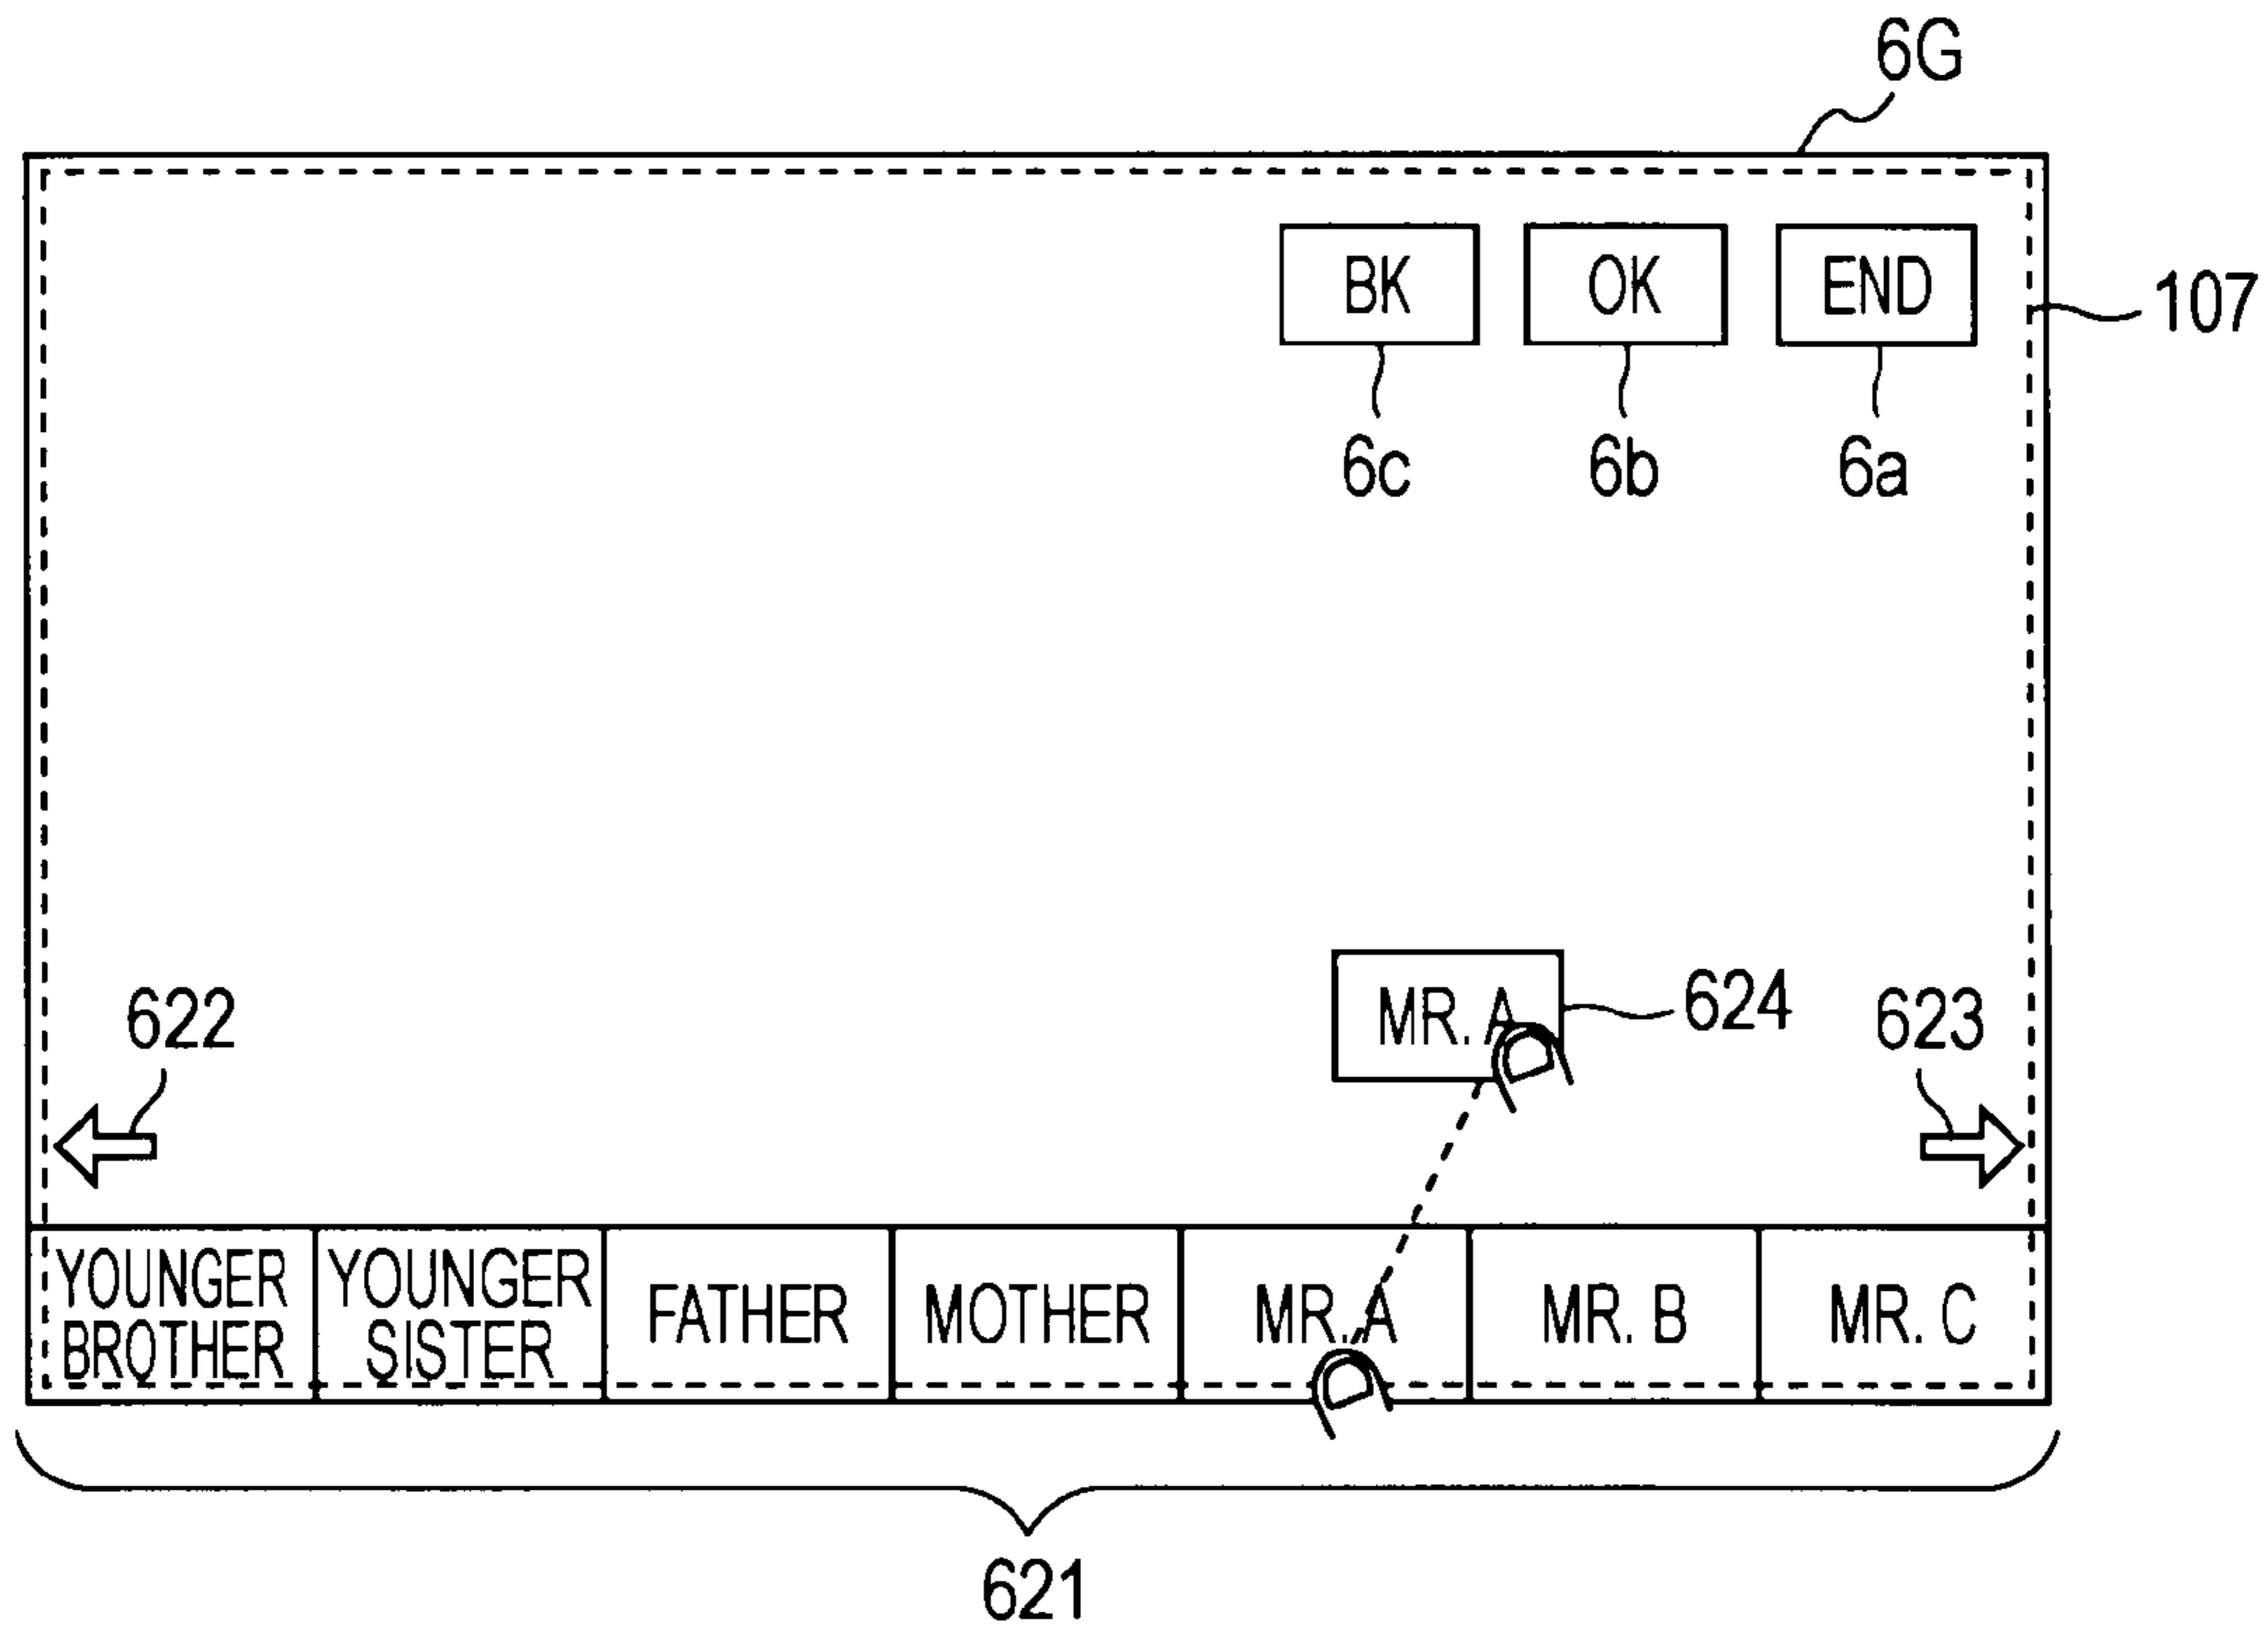 6G
BK
OK
END
107
6c
6b
6a
MR. A
624
622
623
YOUNGER
BROTHER
YOUNGER
SISTER
FATHER
MOTHER
MR. A
MR. B
MR. C
621